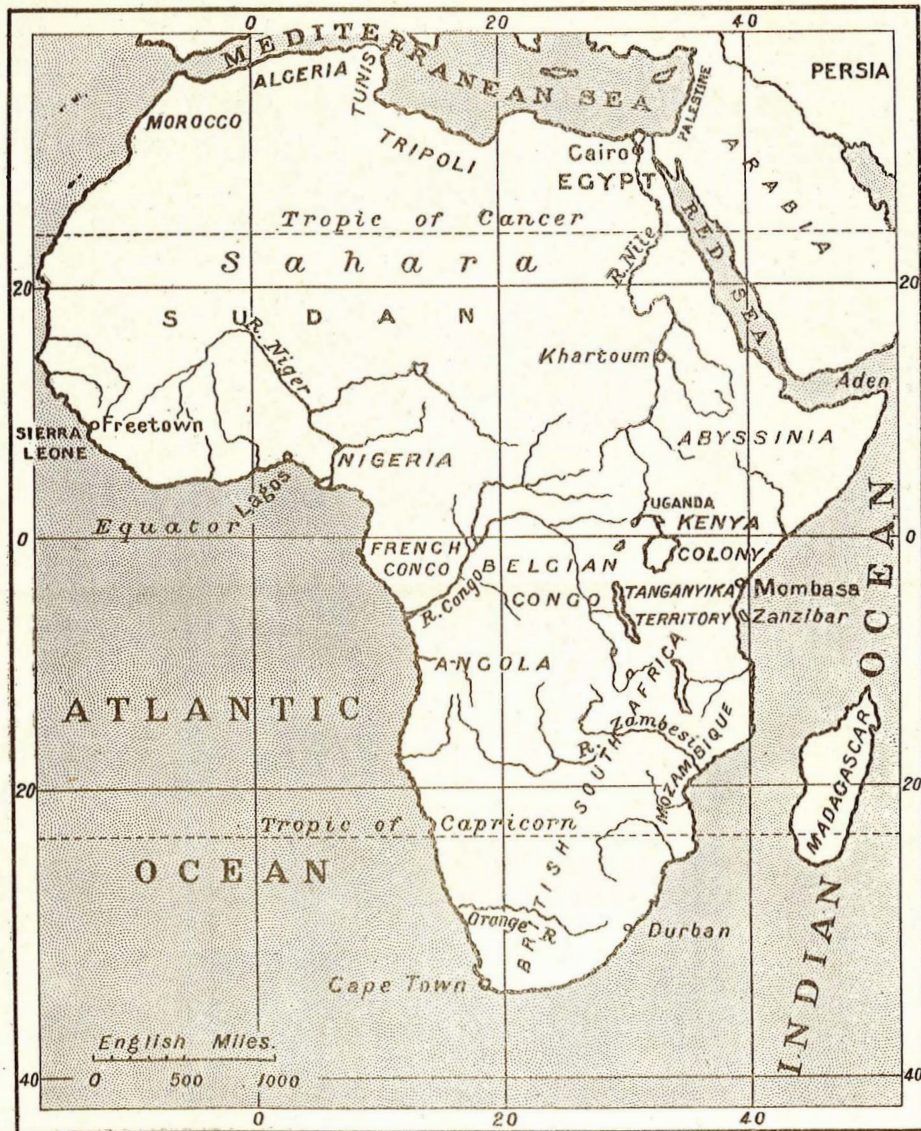 0 20 40
MEDITERRANEAN SEA
ALGERIA
TUNIS
PERSIA
MOROCCO
TRIPOLI
PALESTINE
Cairo
EGYPT
ARABIA
Tropic of Cancer
RED SEA
R. Nile
Sahara
20 20
SUDAN
R. Niger
Khartoum
Aden
SIERRA
LEONE
Freetown
NIGERIA
ABYSSINIA
Lagos
Equator
UGANDA
KENYA
COLONY
0 0
FRENCH
CONCO
BELGIAN
CONGO
R. Congo
TANGANYIKA
TERRITORY
Mombasa
Zanzibar
ANGOLA
ATLANTIC
OCEAN
R. Zambesi
MOZAMBIQUE
BRITISH SOUTH AFRICA
MADAGASCAR
INDIAN OCEAN
20 20
Tropic of Capricorn
Orange R
Durban
Cape Town
English Miles.
0 500 1000
40 40
0 20 40